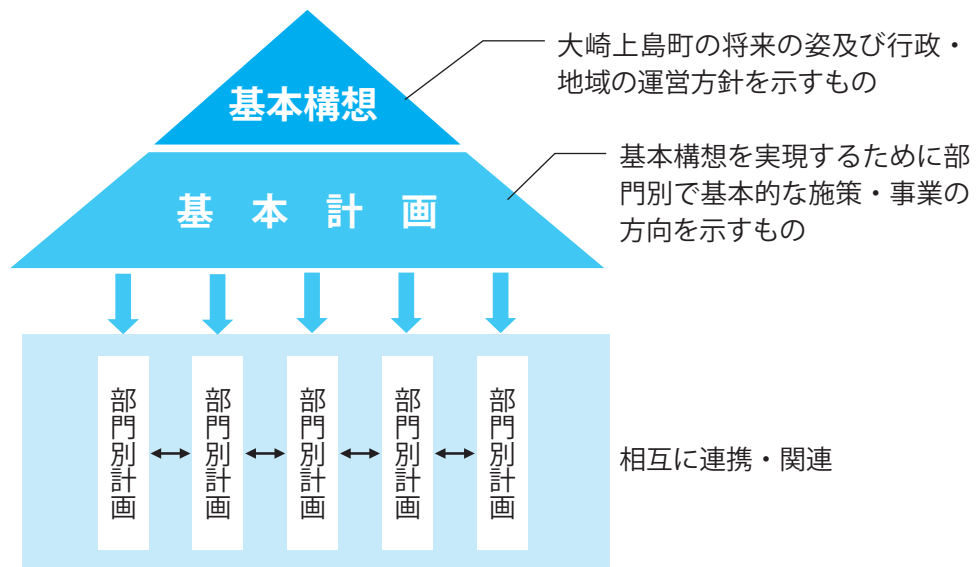 基本構想
大崎上島町の将来の姿及び行政・
地域の運営方針を示すもの
基本計画
基本構想を実現するために部
門別で基本的な施策・事業の
方向を示すもの
部門別計画
部門別計画
部門別計画
部門別計画
部門別計画
相互に連携・関連